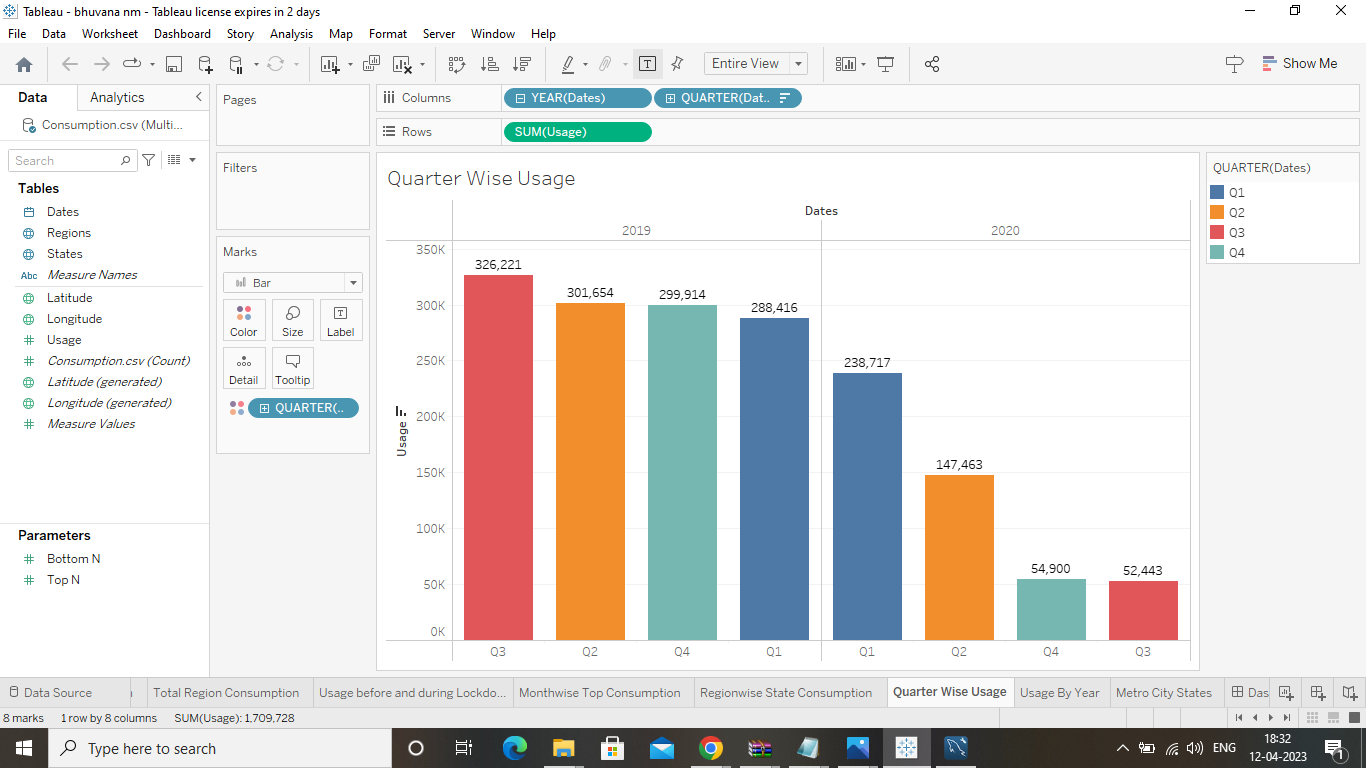 Tableau - bhuvana nm - Tableau license expires in 2 days
File Data Worksheet Dashboard Story Analysis Map Format Server Window Help
Entire View
Show Me
Data Analytics
Consumption.csv (Multi...
Search
Tables
Dates
Regions
States
Abc Measure Names
Latitude
Longitude
Usage
Consumption.csv (Count)
Latitude (generated)
Longitude (generated)
Measure Values
Parameters
Bottom N
Top N
Pages
Filters
Marks
Bar
Color Size Label
Detail Tooltip
QUARTER(..
Columns YEAR(Dates) QUARTER(Dat..
Rows SUM(Usage)
Quarter Wise Usage
Dates
2019 2020
Usage
350K
300K
250K
200K
150K
100K
50K
0K
326,221 301,654 299,914 288,416 238,717 147,463 54,900 52,443
Q3 Q2 Q4 Q1 Q1 Q2 Q4 Q3
QUARTER(Dates)
Q1
Q2
Q3
Q4
Data Source Total Region Consumption Usage before and during Lockdo... Monthwise Top Consumption Regionwise State Consumption Quarter Wise Usage Usage By Year Metro City States Das
8 marks 1 row by 8 columns SUM(Usage): 1,709,728
Type here to search
ENG
18:32
12-04-2023
1